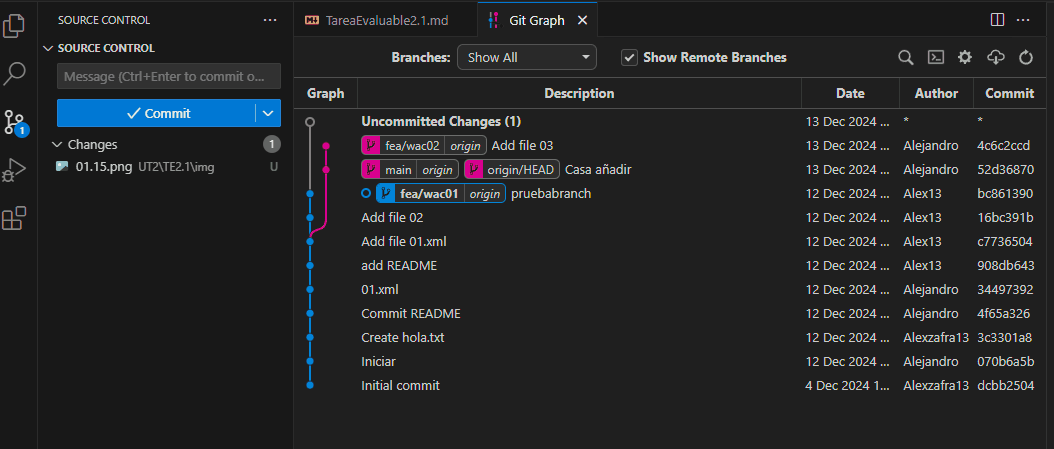 SOURCE CONTROL ...
TareaEvaluable2.1.md
Git Graph
SOURCE CONTROL
Message (Ctrl+Enter to commit o...
Commit
Changes 1
01.15.png UT2\TE2.1\img U
1
Branches: Show All Show Remote Branches
Graph Description Date Author Commit
Uncommitted Changes (1) 13 Dec 2024 ... * *
fea/wac02 origin Add file 03 13 Dec 2024 ... Alejandro 4c6c2ccd
main origin origin/HEAD Casa añadir 13 Dec 2024 ... Alejandro 52d36870
fea/wac01 origin pruebabranch 12 Dec 2024 ... Alex13 bc861390
Add file 02 12 Dec 2024 ... Alex13 16bc391b
Add file 01.xml 12 Dec 2024 ... Alex13 c7736504
add README 12 Dec 2024 ... Alex13 908db643
01.xml 12 Dec 2024 ... Alejandro 34497392
Commit README 12 Dec 2024 ... Alejandro 4f65a326
Create hola.txt 12 Dec 2024 ... Alexzafra13 3c3301a8
Iniciar 12 Dec 2024 ... Alejandro 070b6a5b
Initial commit 4 Dec 2024 1... Alexzafra13 dcbb2504